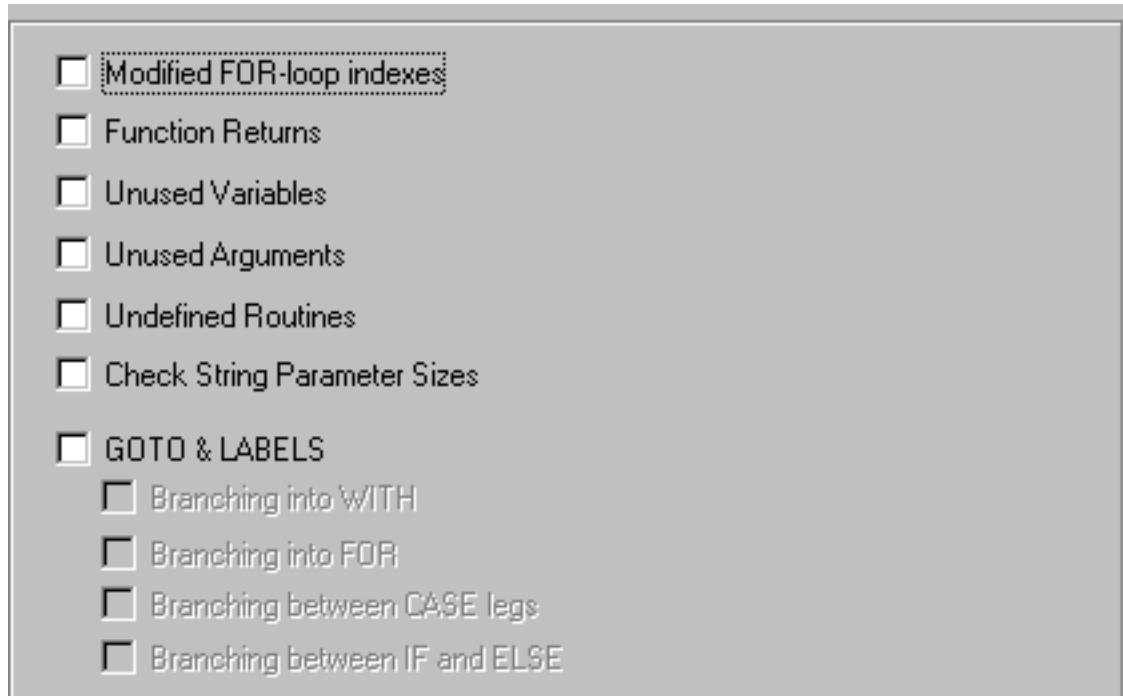 Modified FOR-loop indexes
Function Returns
Unused Variables
Unused Arguments
Undefined Routines
Check String Parameter Sizes
GOTO & LABELS
Branching into WITH
Branching into FOR
Branching between CASE legs
Branching between IF and ELSE